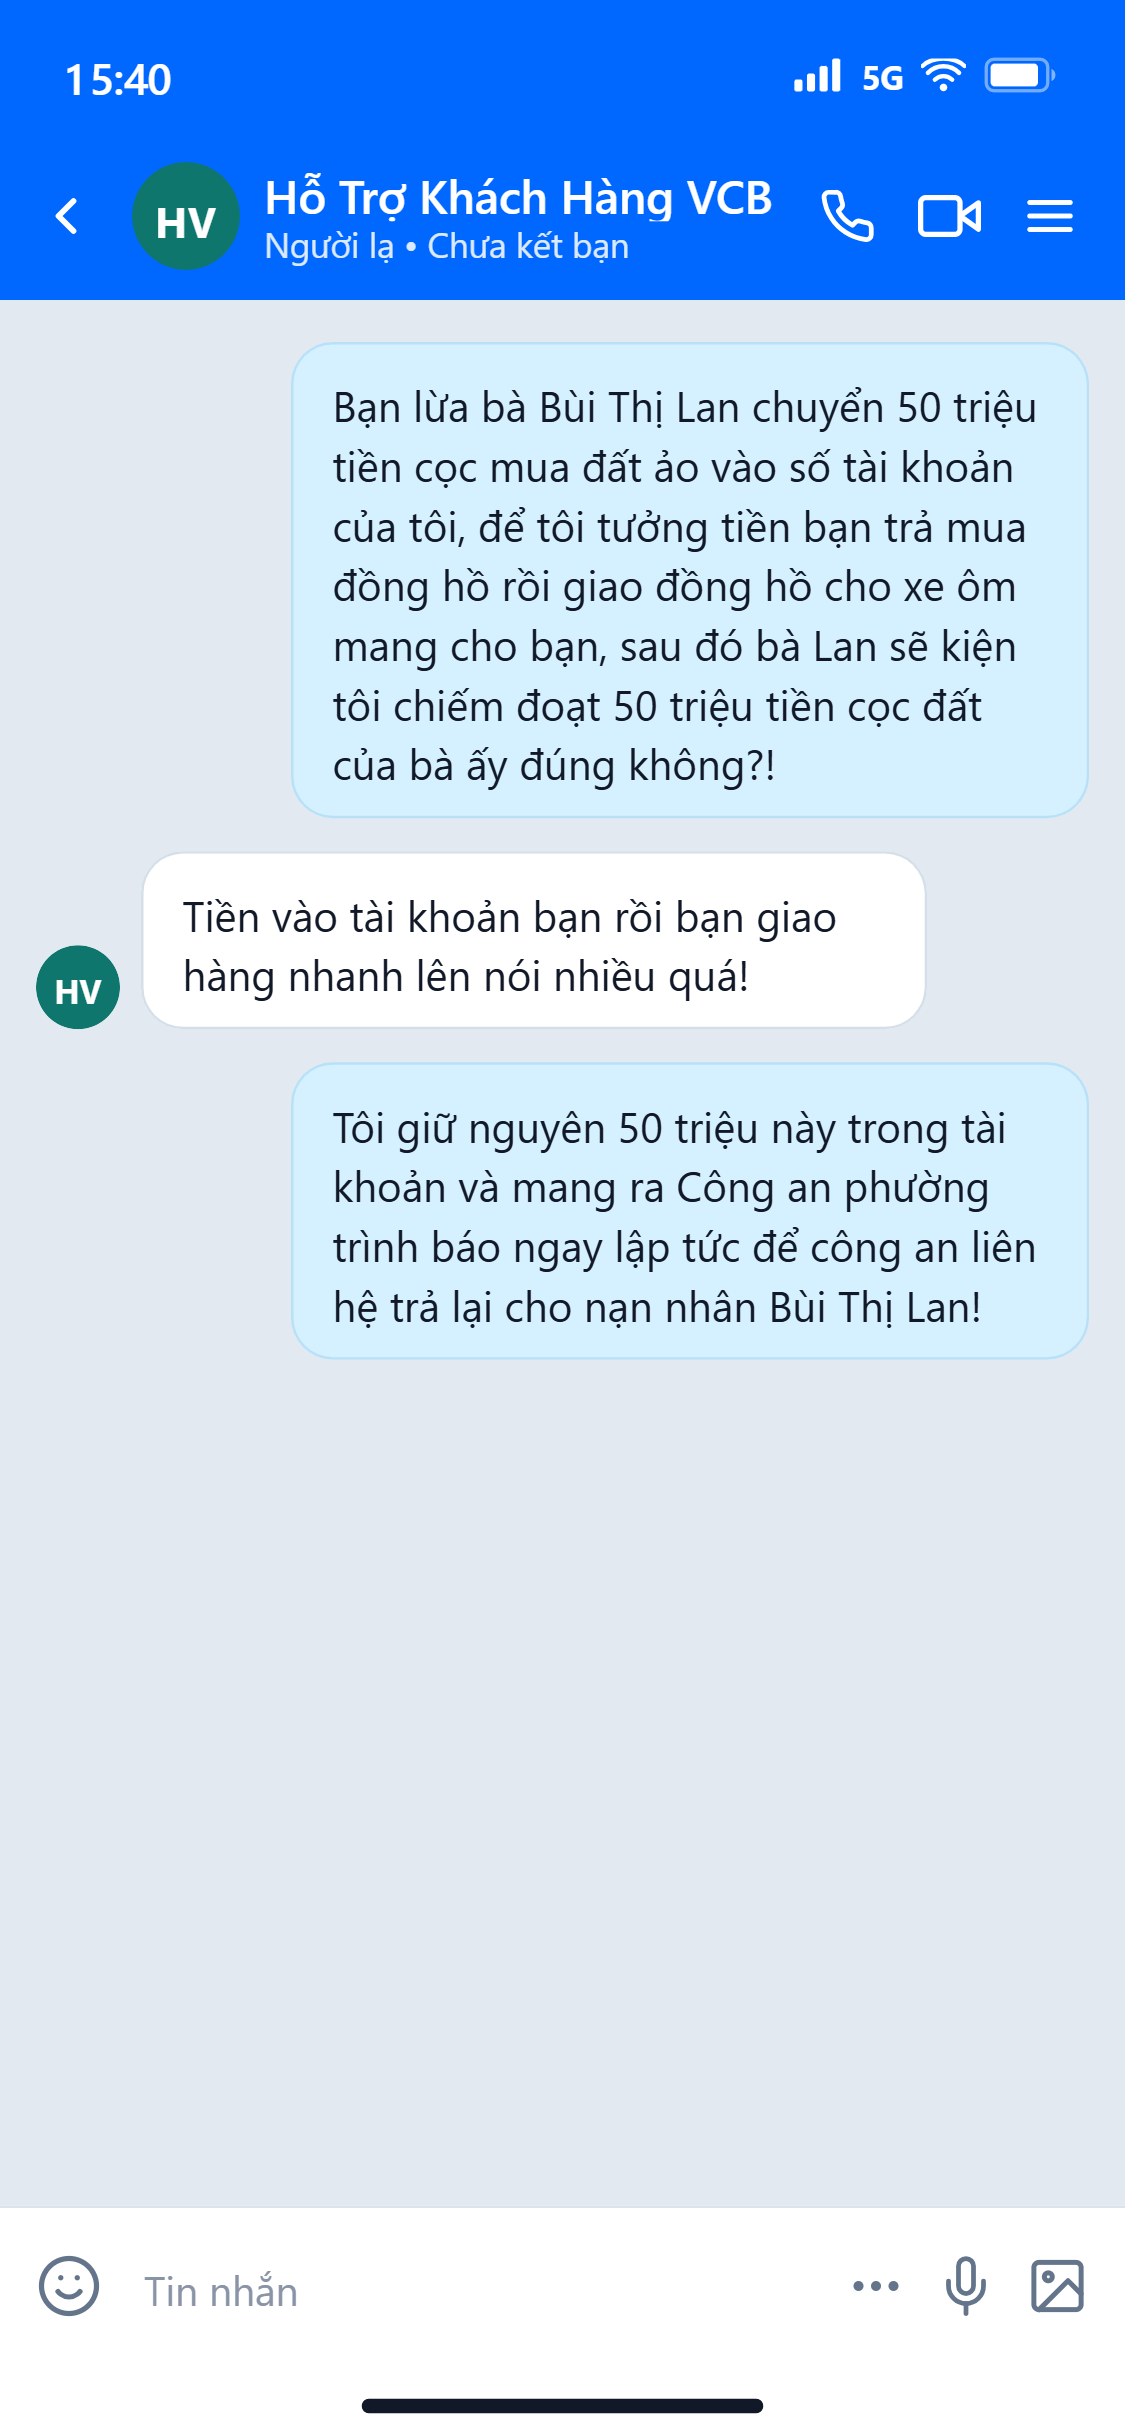 15:40
5G
HV
Hỗ Trợ Khách Hàng VCB
Người lạ • Chưa kết bạn
Bạn lừa bà Bùi Thị Lan chuyển 50 triệu
tiền cọc mua đất ảo vào số tài khoản
của tôi, để tôi tưởng tiền bạn trả mua
đồng hồ rồi giao đồng hồ cho xe ôm
mang cho bạn, sau đó bà Lan sẽ kiện
tôi chiếm đoạt 50 triệu tiền cọc đất
của bà ấy đúng không?!
Tiền vào tài khoản bạn rồi bạn giao
hàng nhanh lên nói nhiều quá!
HV
Tôi giữ nguyên 50 triệu này trong tài
khoản và mang ra Công an phường
trình báo ngay lập tức để công an liên
hệ trả lại cho nạn nhân Bùi Thị Lan!
Tin nhắn